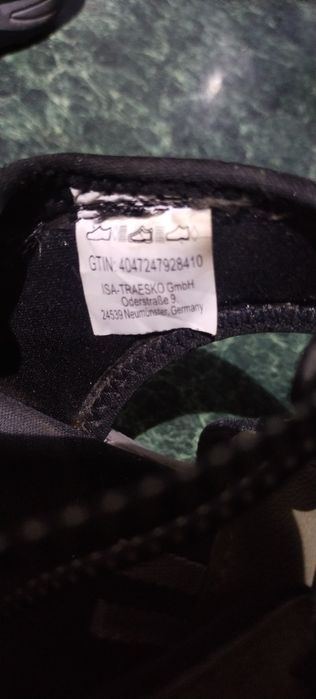 GTIN: 4047247928410
ISA-TRAESKO GmbH
Oderstraße 9
24539 Neumünster, Germany